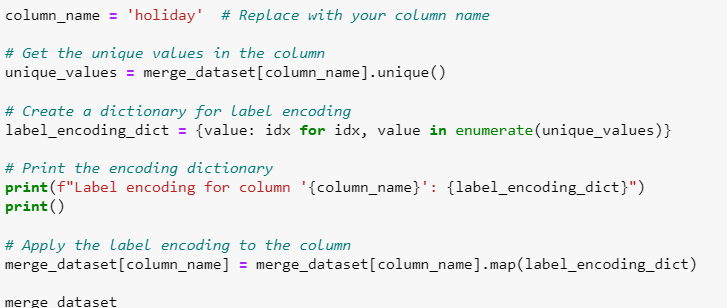 column_name = 'holiday'  # Replace with your column name
# Get the unique values in the column
unique_values = merge_dataset[column_name].unique()
# Create a dictionary for label encoding
label_encoding_dict = {value: idx for idx, value in enumerate(unique_values)}
# Print the encoding dictionary
print(f"Label encoding for column '{column_name}': {label_encoding_dict}")
print()
# Apply the label encoding to the column
merge_dataset[column_name] = merge_dataset[column_name].map(label_encoding_dict)
merge_dataset